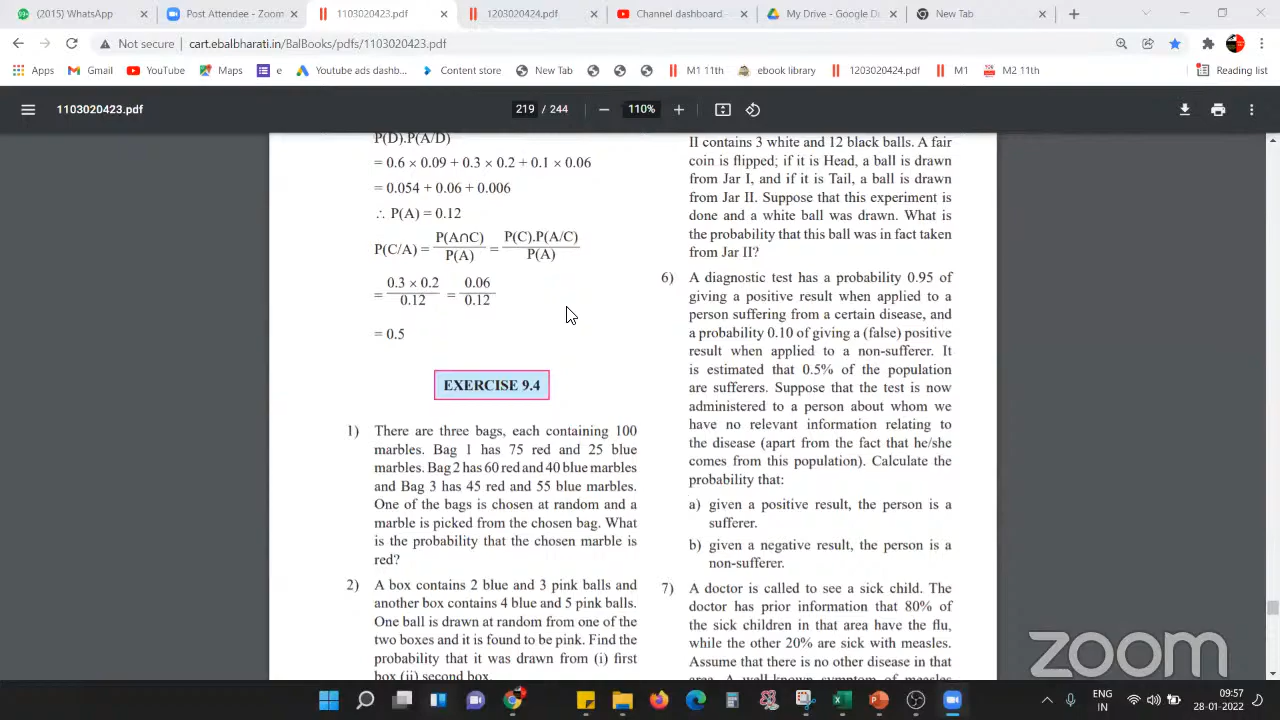 (2015) WhatsApp
Post Attendee - Zoom
1103020423.pdf
1202020424.pdf
Channel dashboard -
My Drive - Google D
New Tab
Not secure | cart.ebalbharati.in/BalBooks/pdfs/1103020423.pdf
Apps
Gmail
YouTube
Maps
e
Youtube ads dashb...
Content store
New Tab
M1 11th
ebook library
1203020424.pdf
M1
M2 11th
Reading list
1103020423.pdf
219 / 244
110%
P(D).P(A/D)
= 0.6 × 0.09 + 0.3 × 0.2 + 0.1 × 0.06
= 0.054 + 0.06 + 0.006
∴ P(A) = 0.12
P(C/A) = P(A∩C)/P(A) = P(C).P(A/C)/P(A)
= 0.3 × 0.2/0.12 = 0.06/0.12
= 0.5
EXERCISE 9.4
1) There are three bags, each containing 100
marbles. Bag 1 has 75 red and 25 blue
marbles. Bag 2 has 60 red and 40 blue marbles
and Bag 3 has 45 red and 55 blue marbles.
One of the bags is chosen at random and a
marble is picked from the chosen bag. What
is the probability that the chosen marble is
red?
2) A box contains 2 blue and 3 pink balls and
another box contains 4 blue and 5 pink balls.
One ball is drawn at random from one of the
two boxes and it is found to be pink. Find the
probability that it was drawn from (i) first
box (ii) second box.
II contains 3 white and 12 black balls. A fair
coin is flipped; if it is Head, a ball is drawn
from Jar I, and if it is Tail, a ball is drawn
from Jar II. Suppose that this experiment is
done and a white ball was drawn. What is
the probability that this ball was in fact taken
from Jar II?
6) A diagnostic test has a probability 0.95 of
giving a positive result when applied to a
person suffering from a certain disease, and
a probability 0.10 of giving a (false) positive
result when applied to a non-sufferer. It
is estimated that 0.5% of the population
are sufferers. Suppose that the test is now
administered to a person about whom we
have no relevant information relating to
the disease (apart from the fact that he/she
comes from this population). Calculate the
probability that:
a) given a positive result, the person is a
sufferer.
b) given a negative result, the person is a
non-sufferer.
7) A doctor is called to see a sick child. The
doctor has prior information that 80% of
the sick children in that area have the flu,
while the other 20% are sick with measles.
Assume that there is no other disease in that
area. A well-known symptom of measles
zoom
ENG
IN
09:57
28-01-2022